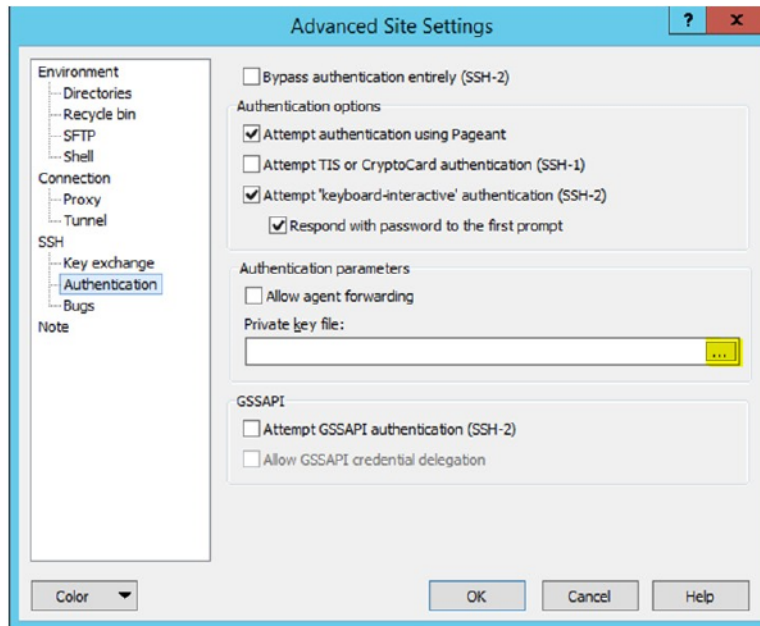 Advanced Site Settings
?
x
Environment
Directories
Recycle bin
SFTP
Shell
Connection
Proxy
Tunnel
SSH
Key exchange
Authentication
Bugs
Note
Bypass authentication entirely (SSH-2)
Authentication options
Attempt authentication using Pageant
Attempt TIS or CryptoCard authentication (SSH-1)
Attempt 'keyboard-interactive' authentication (SSH-2)
Respond with password to the first prompt
Authentication parameters
Allow agent forwarding
Private key file:
...
GSSAPI
Attempt GSSAPI authentication (SSH-2)
Allow GSSAPI credential delegation
Color
OK
Cancel
Help